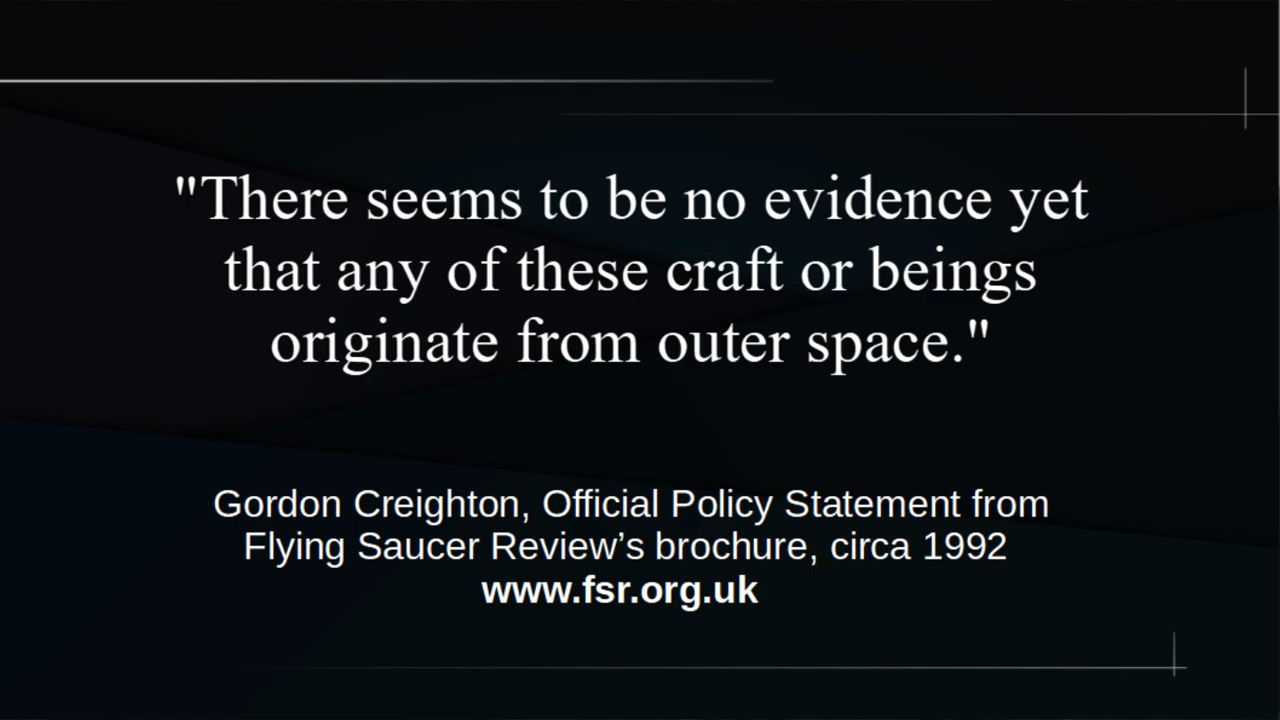 "There seems to be no evidence yet
that any of these craft or beings
originate from outer space."
Gordon Creighton, Official Policy Statement from
Flying Saucer Review’s brochure, circa 1992
www.fsr.org.uk